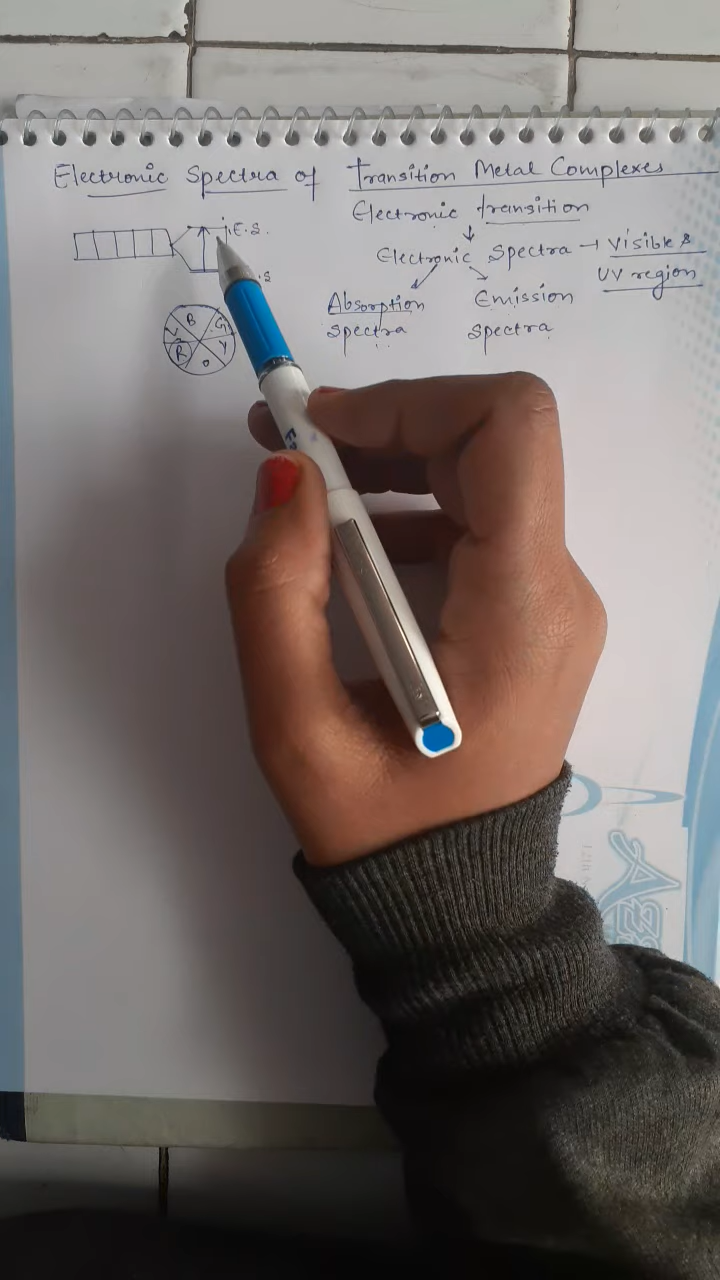 Electronic Spectra of Transition Metal Complexes
Electronic transition
E.S.
Electronic Spectra → Visible &
UV region
.S
Absorption
Spectra
Emission
Spectra
B
G
V
Y
R
O